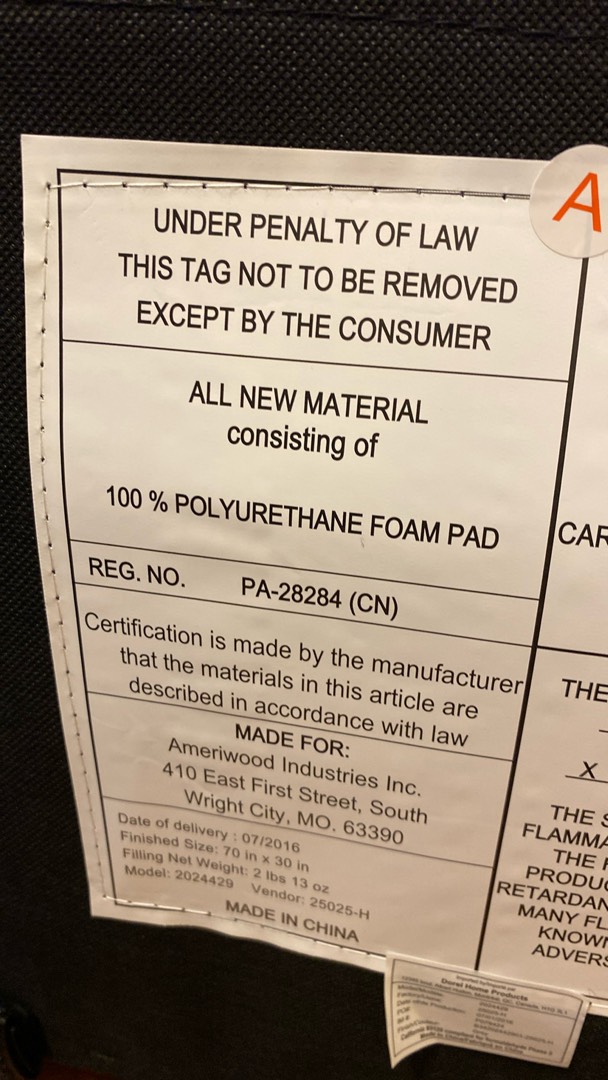 A
UNDER PENALTY OF LAW
THIS TAG NOT TO BE REMOVED
EXCEPT BY THE CONSUMER
ALL NEW MATERIAL
consisting of
100 % POLYURETHANE FOAM PAD
REG. NO. PA-28284 (CN)
Certification is made by the manufacturer
that the materials in this article are
described in accordance with law
MADE FOR:
Ameriwood Industries Inc.
410 East First Street, South
Wright City, MO. 63390
Date of delivery : 07/2016
Finished Size: 70 in x 30 in
Filling Net Weight: 2 lbs 13 oz
Model: 2024429 Vendor: 25025-H
MADE IN CHINA
CAR
THE
X
THE S
FLAMMA
THE
PRODUC
RETARDAN
MANY FL
KNOWN
ADVERS
Dorel Home Products